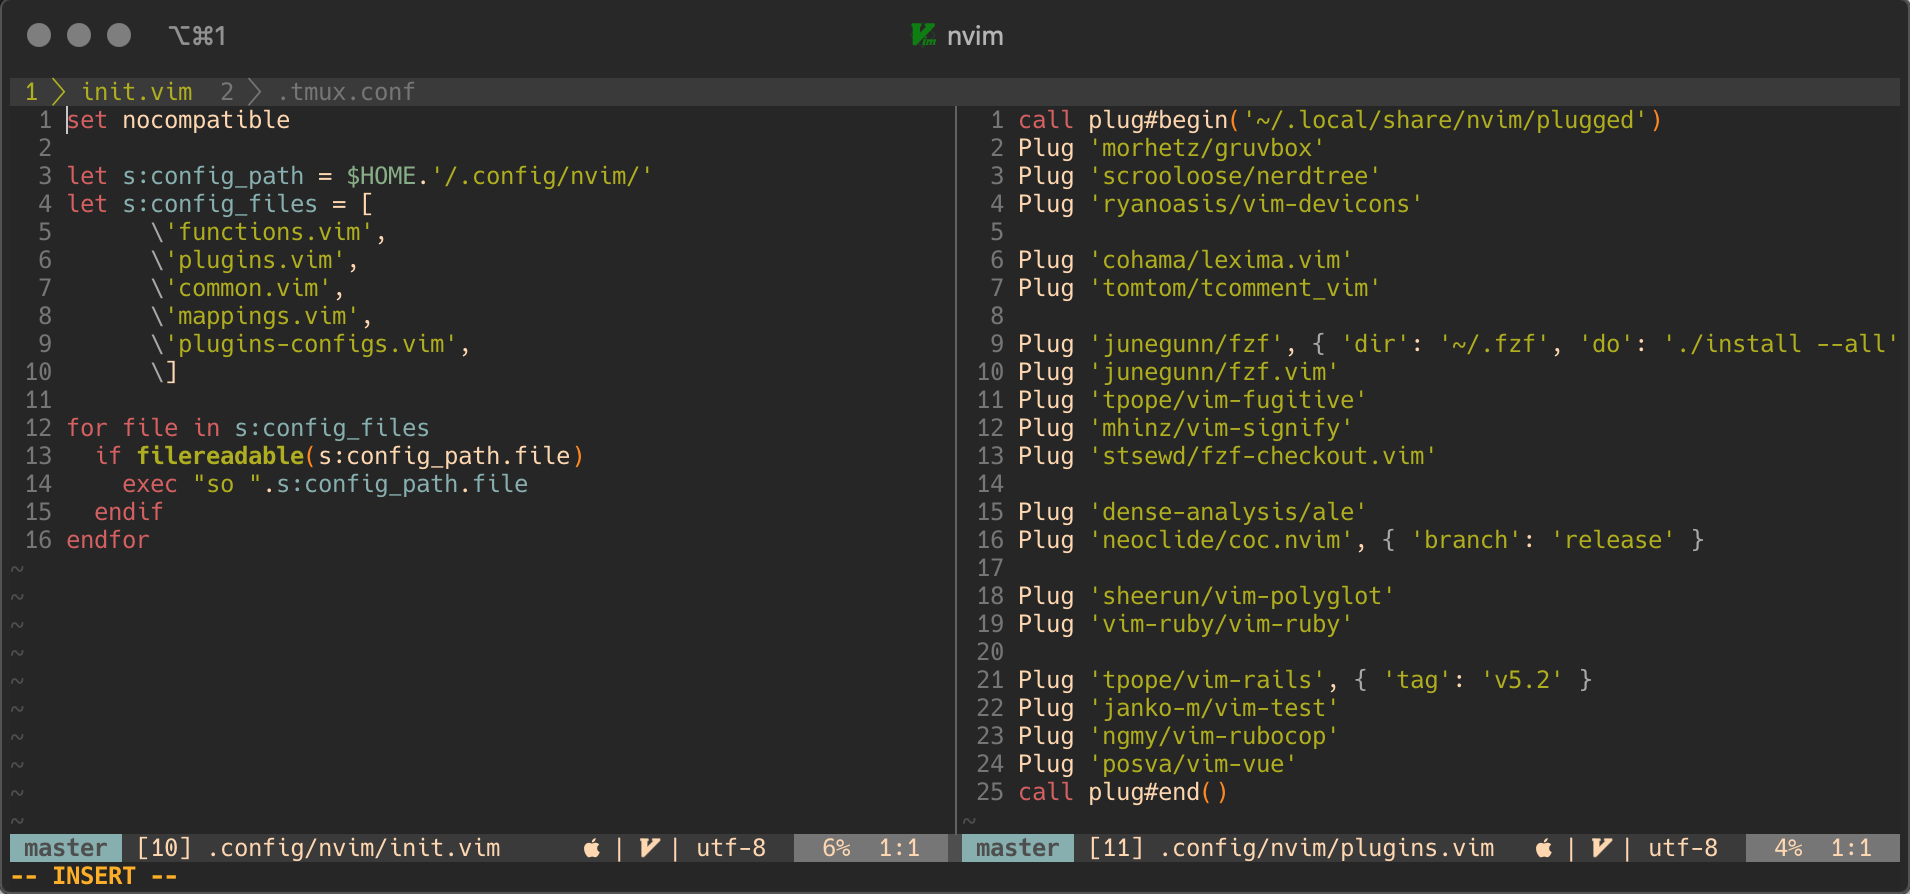 ⌥⌘1
nvim
1 init.vim 2 .tmux.conf
1 set nocompatible
2
3 let s:config_path = $HOME.'/.config/nvim/'
4 let s:config_files = [
5       \'functions.vim',
6       \'plugins.vim',
7       \'common.vim',
8       \'mappings.vim',
9       \'plugins-configs.vim',
10       \]
11
12 for file in s:config_files
13   if filereadable(s:config_path.file)
14     exec "so ".s:config_path.file
15   endif
16 endfor
~
~
~
~
~
~
~
~
~
~
master [10] .config/nvim/init.vim | | utf-8 6% 1:1
-- INSERT --
1 call plug#begin('~/.local/share/nvim/plugged')
2 Plug 'morhetz/gruvbox'
3 Plug 'scrooloose/nerdtree'
4 Plug 'ryanoasis/vim-devicons'
5
6 Plug 'cohama/lexima.vim'
7 Plug 'tomtom/tcomment_vim'
8
9 Plug 'junegunn/fzf', { 'dir': '~/.fzf', 'do': './install --all'
10 Plug 'junegunn/fzf.vim'
11 Plug 'tpope/vim-fugitive'
12 Plug 'mhinz/vim-signify'
13 Plug 'stsewd/fzf-checkout.vim'
14
15 Plug 'dense-analysis/ale'
16 Plug 'neoclide/coc.nvim', { 'branch': 'release' }
17
18 Plug 'sheerun/vim-polyglot'
19 Plug 'vim-ruby/vim-ruby'
20
21 Plug 'tpope/vim-rails', { 'tag': 'v5.2' }
22 Plug 'janko-m/vim-test'
23 Plug 'ngmy/vim-rubocop'
24 Plug 'posva/vim-vue'
25 call plug#end()
~
master [11] .config/nvim/plugins.vim | | utf-8 4% 1:1